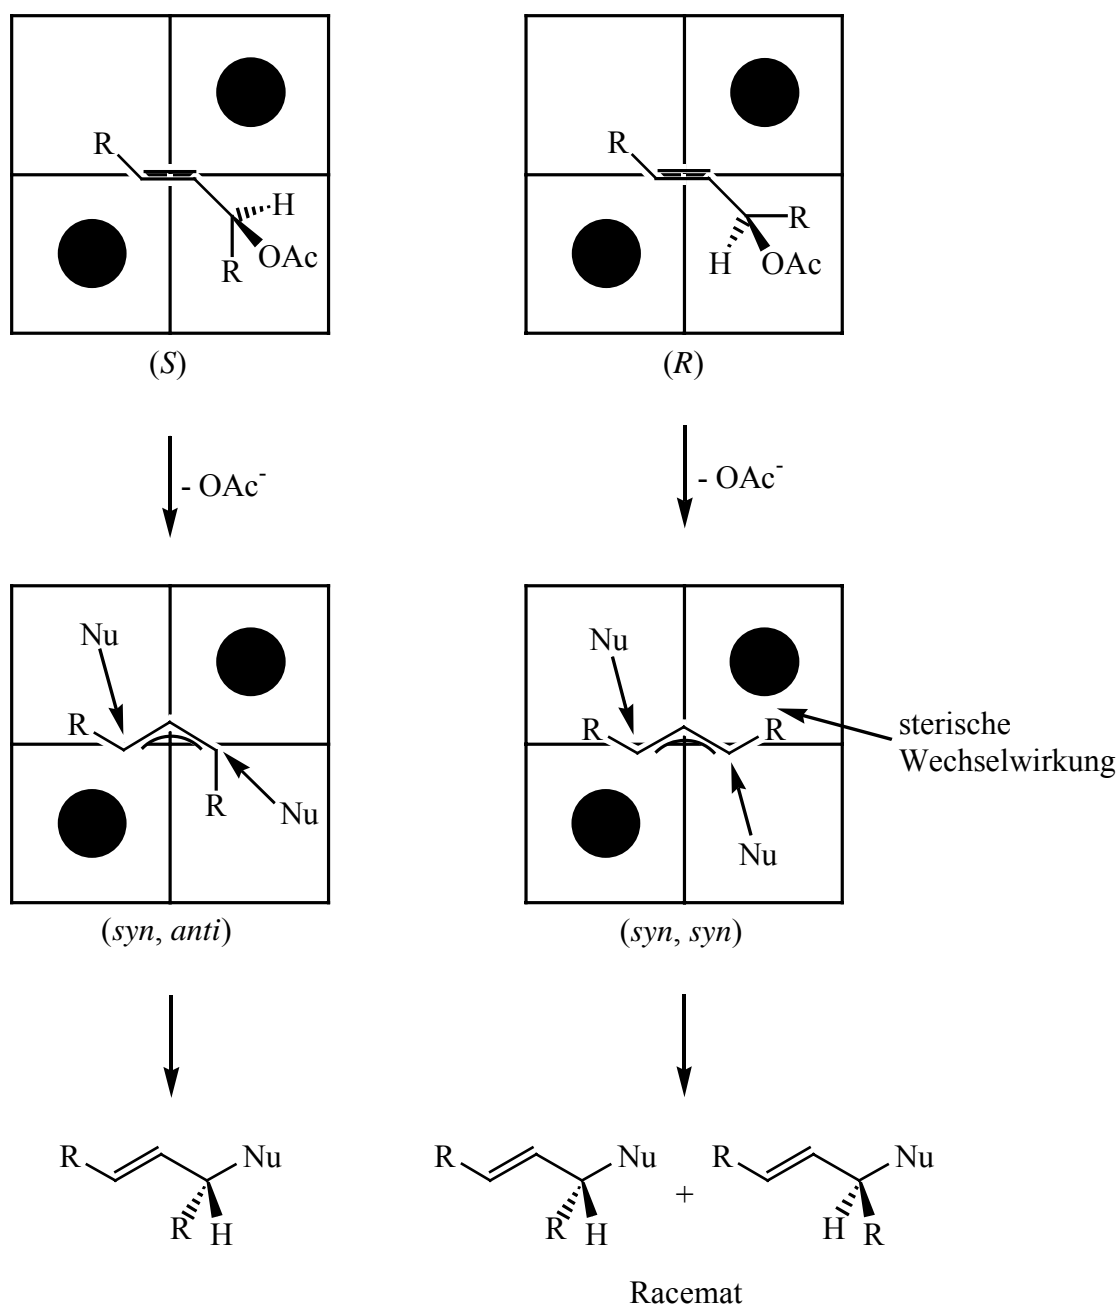 R
H
OAc
R
(S)
R
R
H
OAc
(R)
- OAc⁻
- OAc⁻
Nu
R
R
Nu
(syn, anti)
Nu
R
R
Nu
sterische
Wechselwirkung
(syn, syn)
R
Nu
R
H
R
Nu
R
H
+
R
Nu
H
R
Racemat